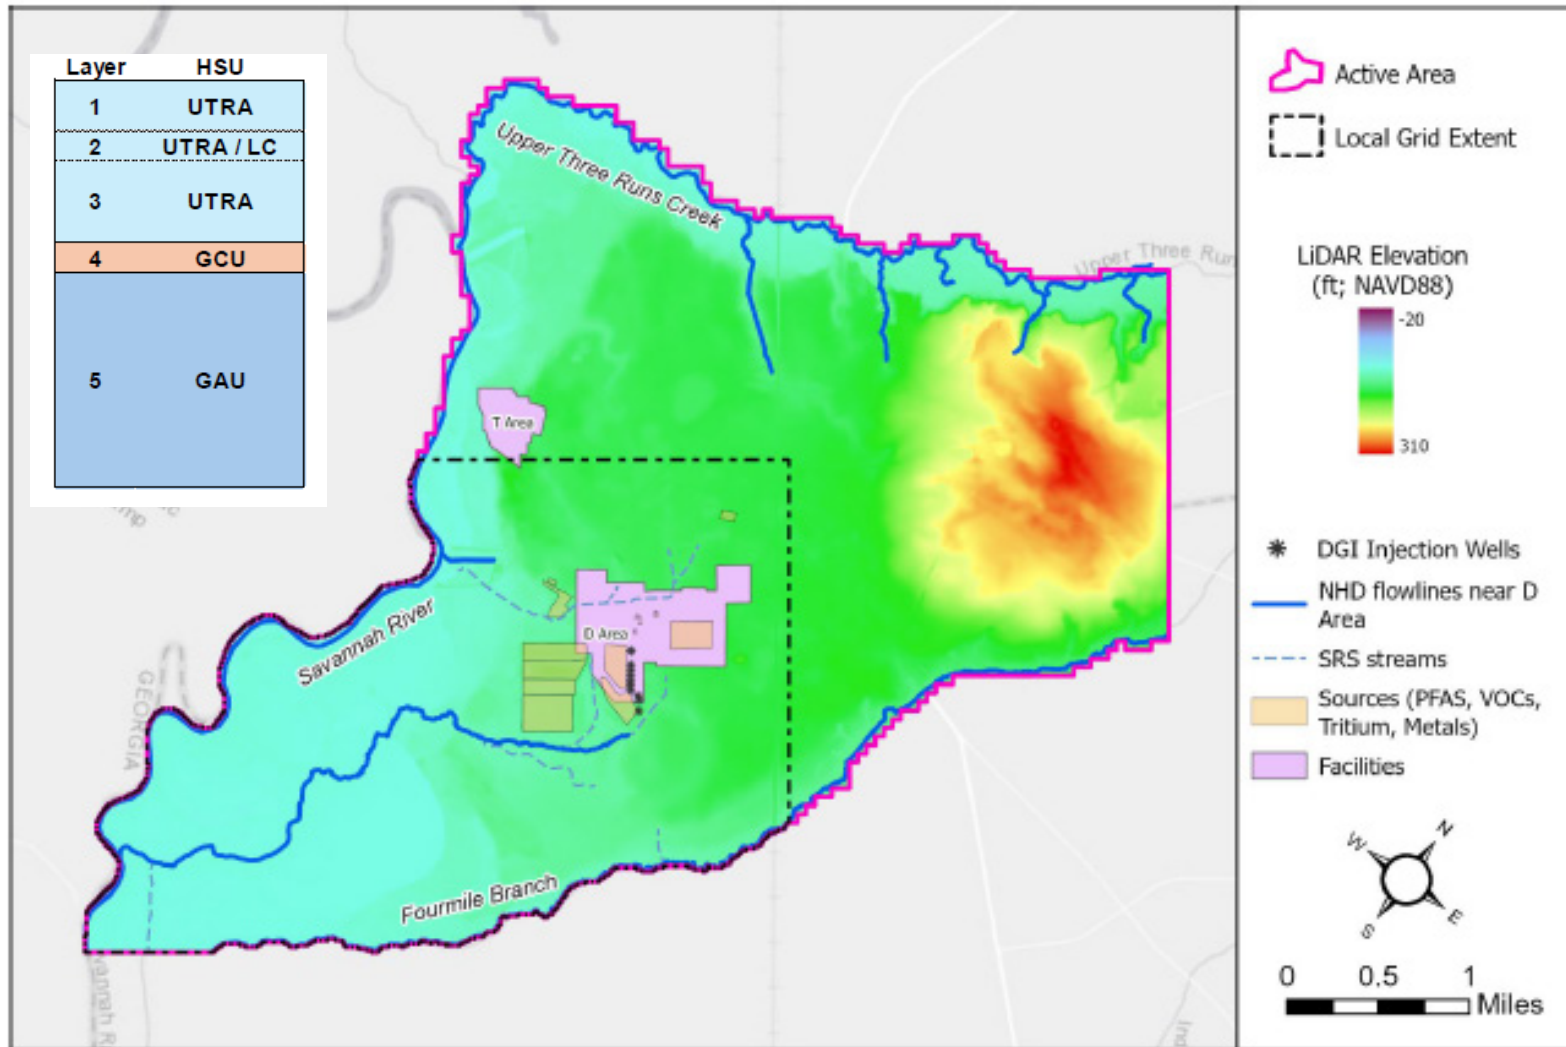 Layer HSU
1 UTRA
2 UTRA / LC
3 UTRA
4 GCU
5 GAU
Upper Three Runs Creek
Upper Three Run
T Area
D Area
Savannah River
GEORGIA
Fourmile Branch
vannah R
Active Area
Local Grid Extent
LiDAR Elevation
(ft; NAVD88)
-20
310
DGI Injection Wells
NHD flowlines near D
Area
SRS streams
Sources (PFAS, VOCs,
Tritium, Metals)
Facilities
N
W
E
S
0 0.5 1
Miles